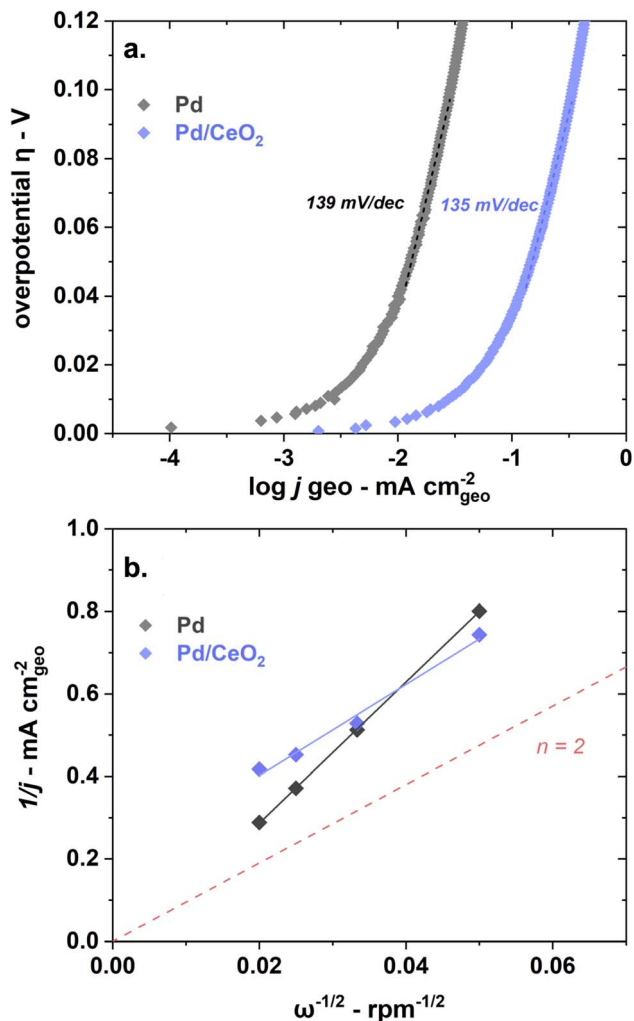 a.
0.12
0.10
0.08
0.06
0.04
0.02
0.00
overpotential η - V
Pd
Pd/CeO₂
139 mV/dec
135 mV/dec
-4
-3
-2
-1
0
log j geo - mA cm⁻²geo
b.
1.0
0.8
0.6
0.4
0.2
0.0
1/j - mA cm⁻²geo
Pd
Pd/CeO₂
n = 2
0.00
0.02
0.04
0.06
ω⁻¹/² - rpm⁻¹/²